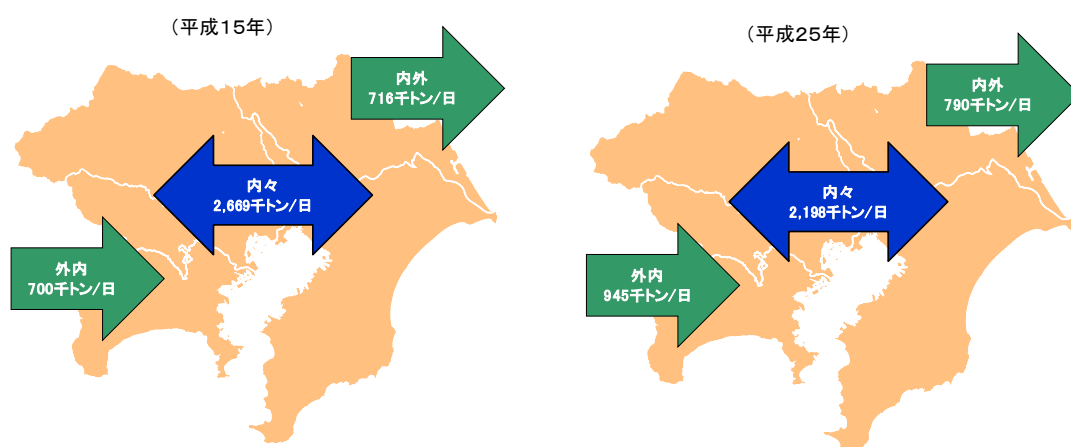 (平成15年)
内外
716千トン/日
内々
2,669千トン/日
外内
700千トン/日
(平成25年)
内外
790千トン/日
内々
2,198千トン/日
外内
945千トン/日